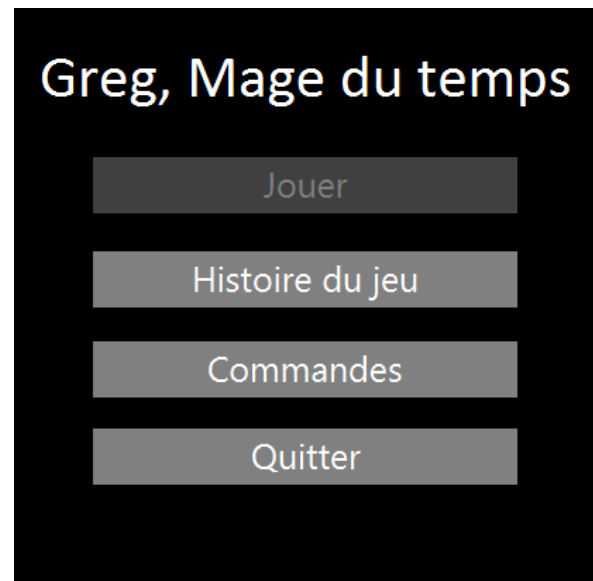 Greg, Mage du temps
Jouer
Histoire du jeu
Commandes
Quitter